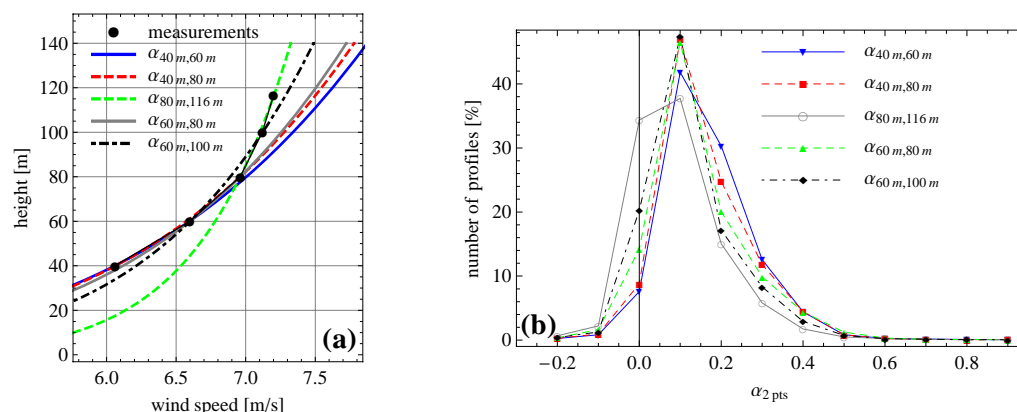 measurements
α40 m,60 m
α40 m,80 m
α80 m,116 m
α60 m,80 m
α60 m,100 m
140
120
100
80
60
40
20
0
height [m]
6.0 6.5 7.0 7.5
wind speed [m/s]
(a)
α40 m,60 m
α40 m,80 m
α80 m,116 m
α60 m,80 m
α60 m,100 m
40
30
20
10
0
number of profiles [%]
−0.2 0.0 0.2 0.4 0.6 0.8
α2 pts
(b)